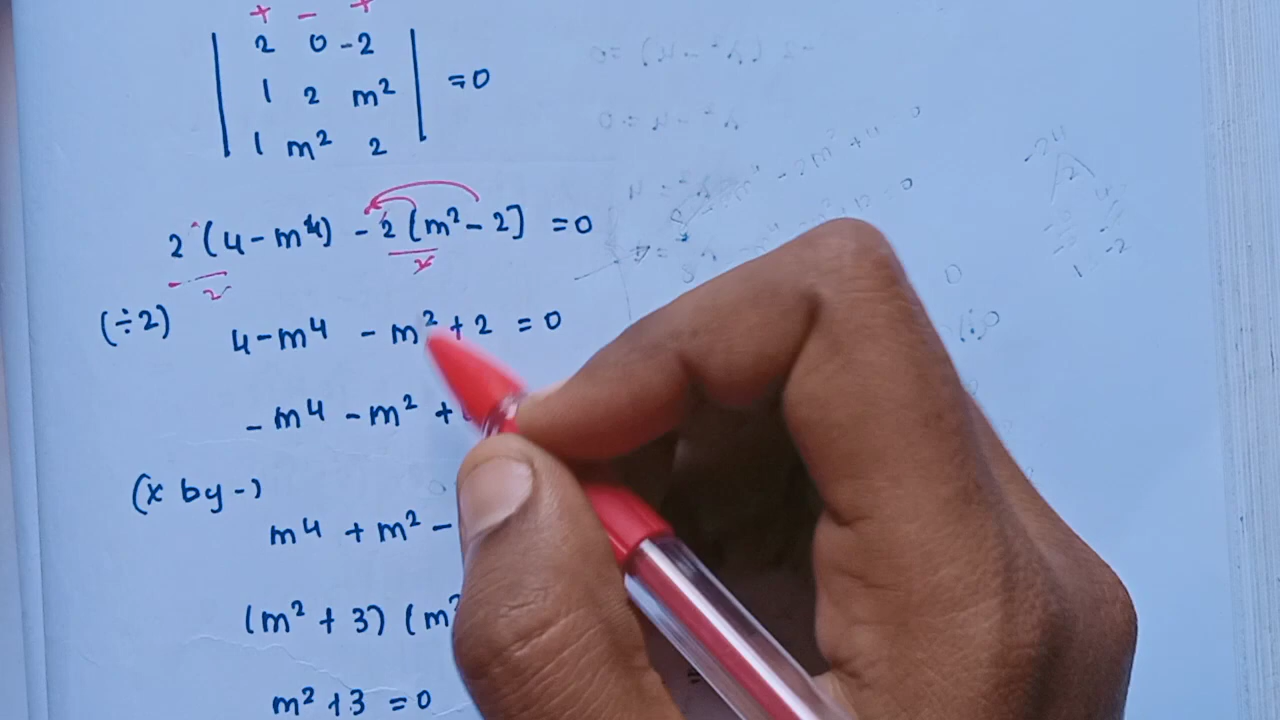 + - +
2 0 -2
1 2 m² = 0
1 m² 2
2 (4 - m⁴) - 2 [m² - 2] = 0
(÷2) 4 - m⁴ - m² + 2 = 0
- m⁴ - m² +
(x by -)
m⁴ + m² -
(m² + 3) (m²
m² + 3 = 0